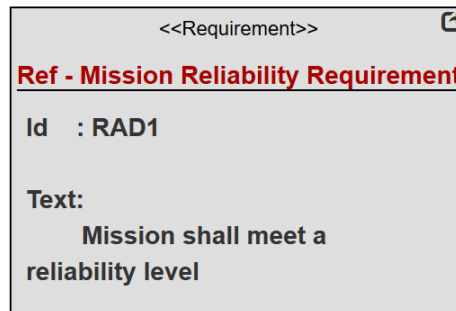 <<Requirement>>
Ref - Mission Reliability Requirement
Id : RAD1
Text:
Mission shall meet a
reliability level